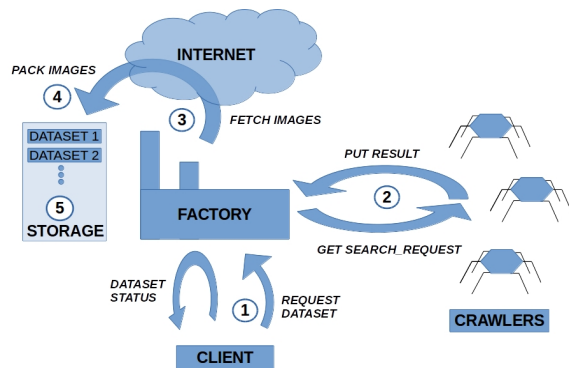 INTERNET
PACK IMAGES
4
3
FETCH IMAGES
DATASET 1
DATASET 2
5
STORAGE
FACTORY
PUT RESULT
2
GET SEARCH_REQUEST
DATASET
STATUS
1
REQUEST
DATASET
CLIENT
CRAWLERS